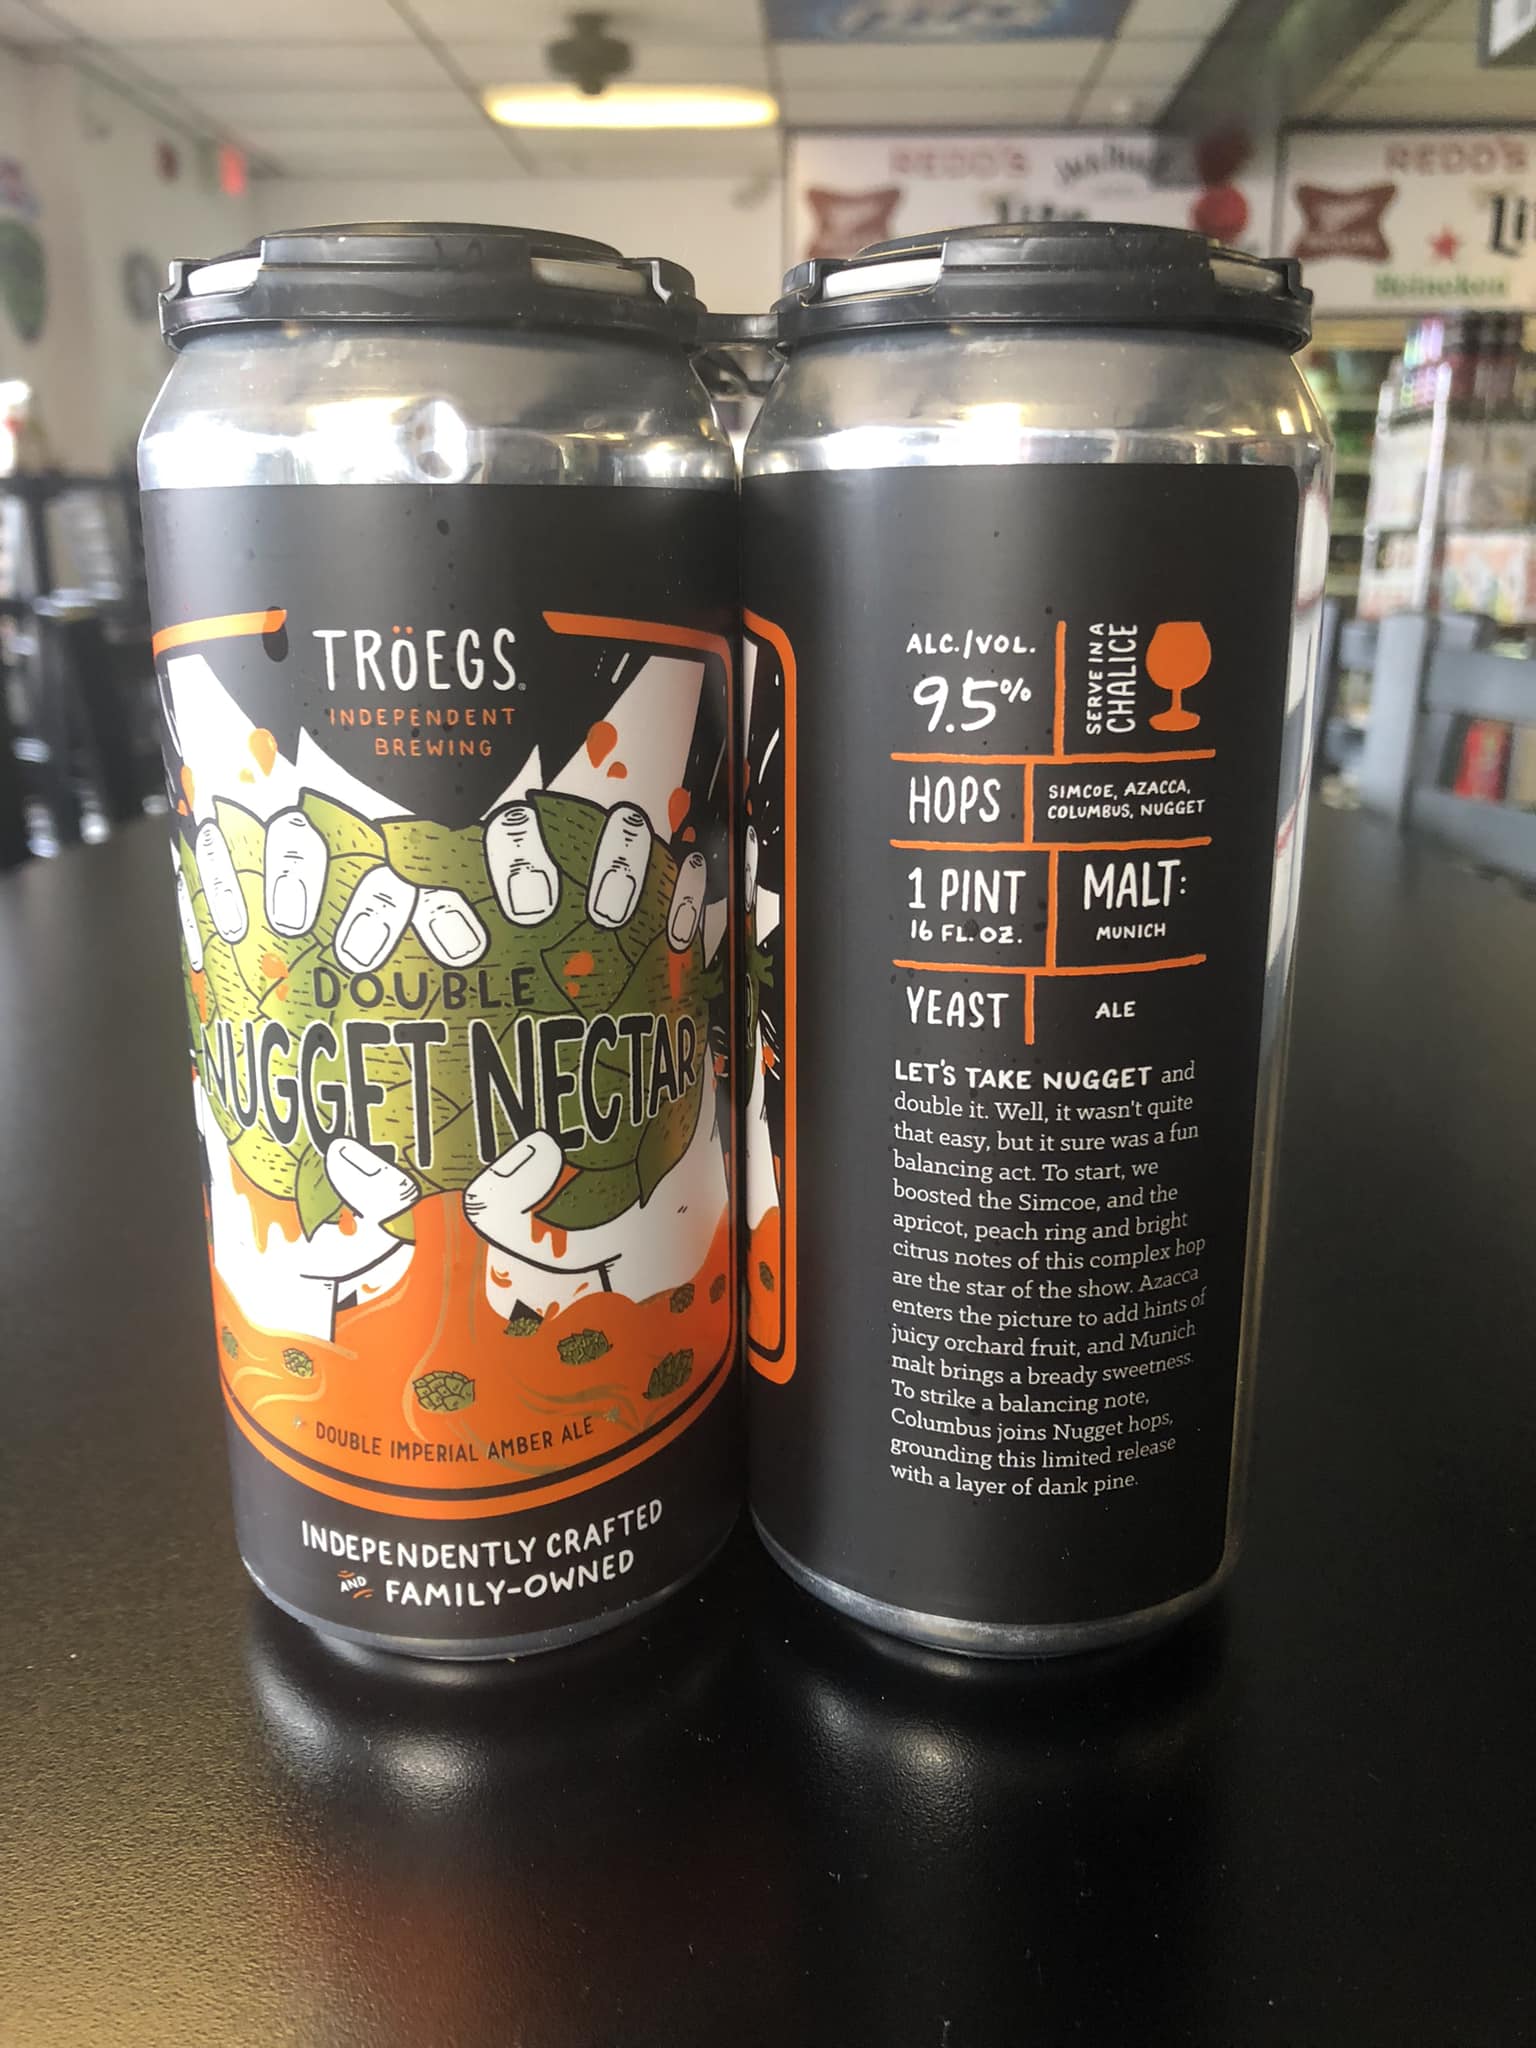 REDD'S
REDD'S
Lite
Heineken
TRÖEGS
INDEPENDENT
BREWING
DOUBLE
NUGGET NECTAR
DOUBLE IMPERIAL AMBER ALE
INDEPENDENTLY CRAFTED
AND FAMILY-OWNED
ALC./VOL.
9.5%
SERVE IN A
CHALICE
HOPS
SIMCOE, AZACCA,
COLUMBUS, NUGGET
1 PINT
16 FL. OZ.
MALT:
MUNICH
YEAST
ALE
LET'S TAKE NUGGET and
double it. Well, it wasn't quite
that easy, but it sure was a fun
balancing act. To start, we
boosted the Simcoe, and the
apricot, peach ring and bright
citrus notes of this complex hop
are the star of the show. Azacca
enters the picture to add hints of
juicy orchard fruit, and Munich
malt brings a bready sweetness.
To strike a balancing note,
Columbus joins Nugget hops,
grounding this limited release
with a layer of dank pine.